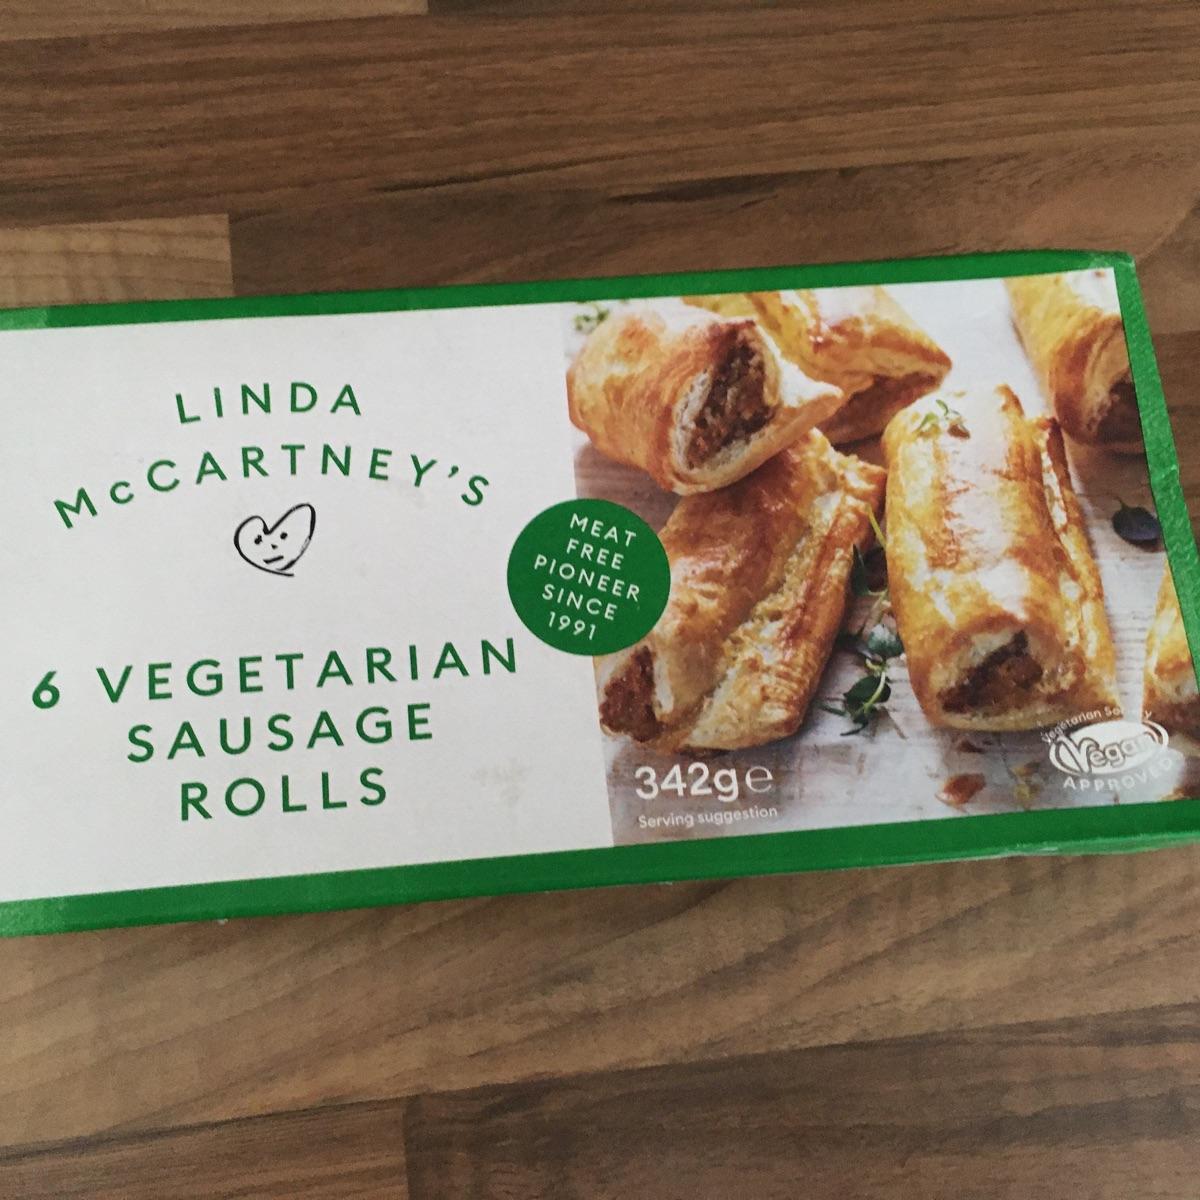 LINDA
McCARTNEY'S
6 VEGETARIAN
SAUSAGE
ROLLS
MEAT
FREE
PIONEER
SINCE
1991
342g e
Serving suggestion
Vegetarian Society
Vegan
APPROVED